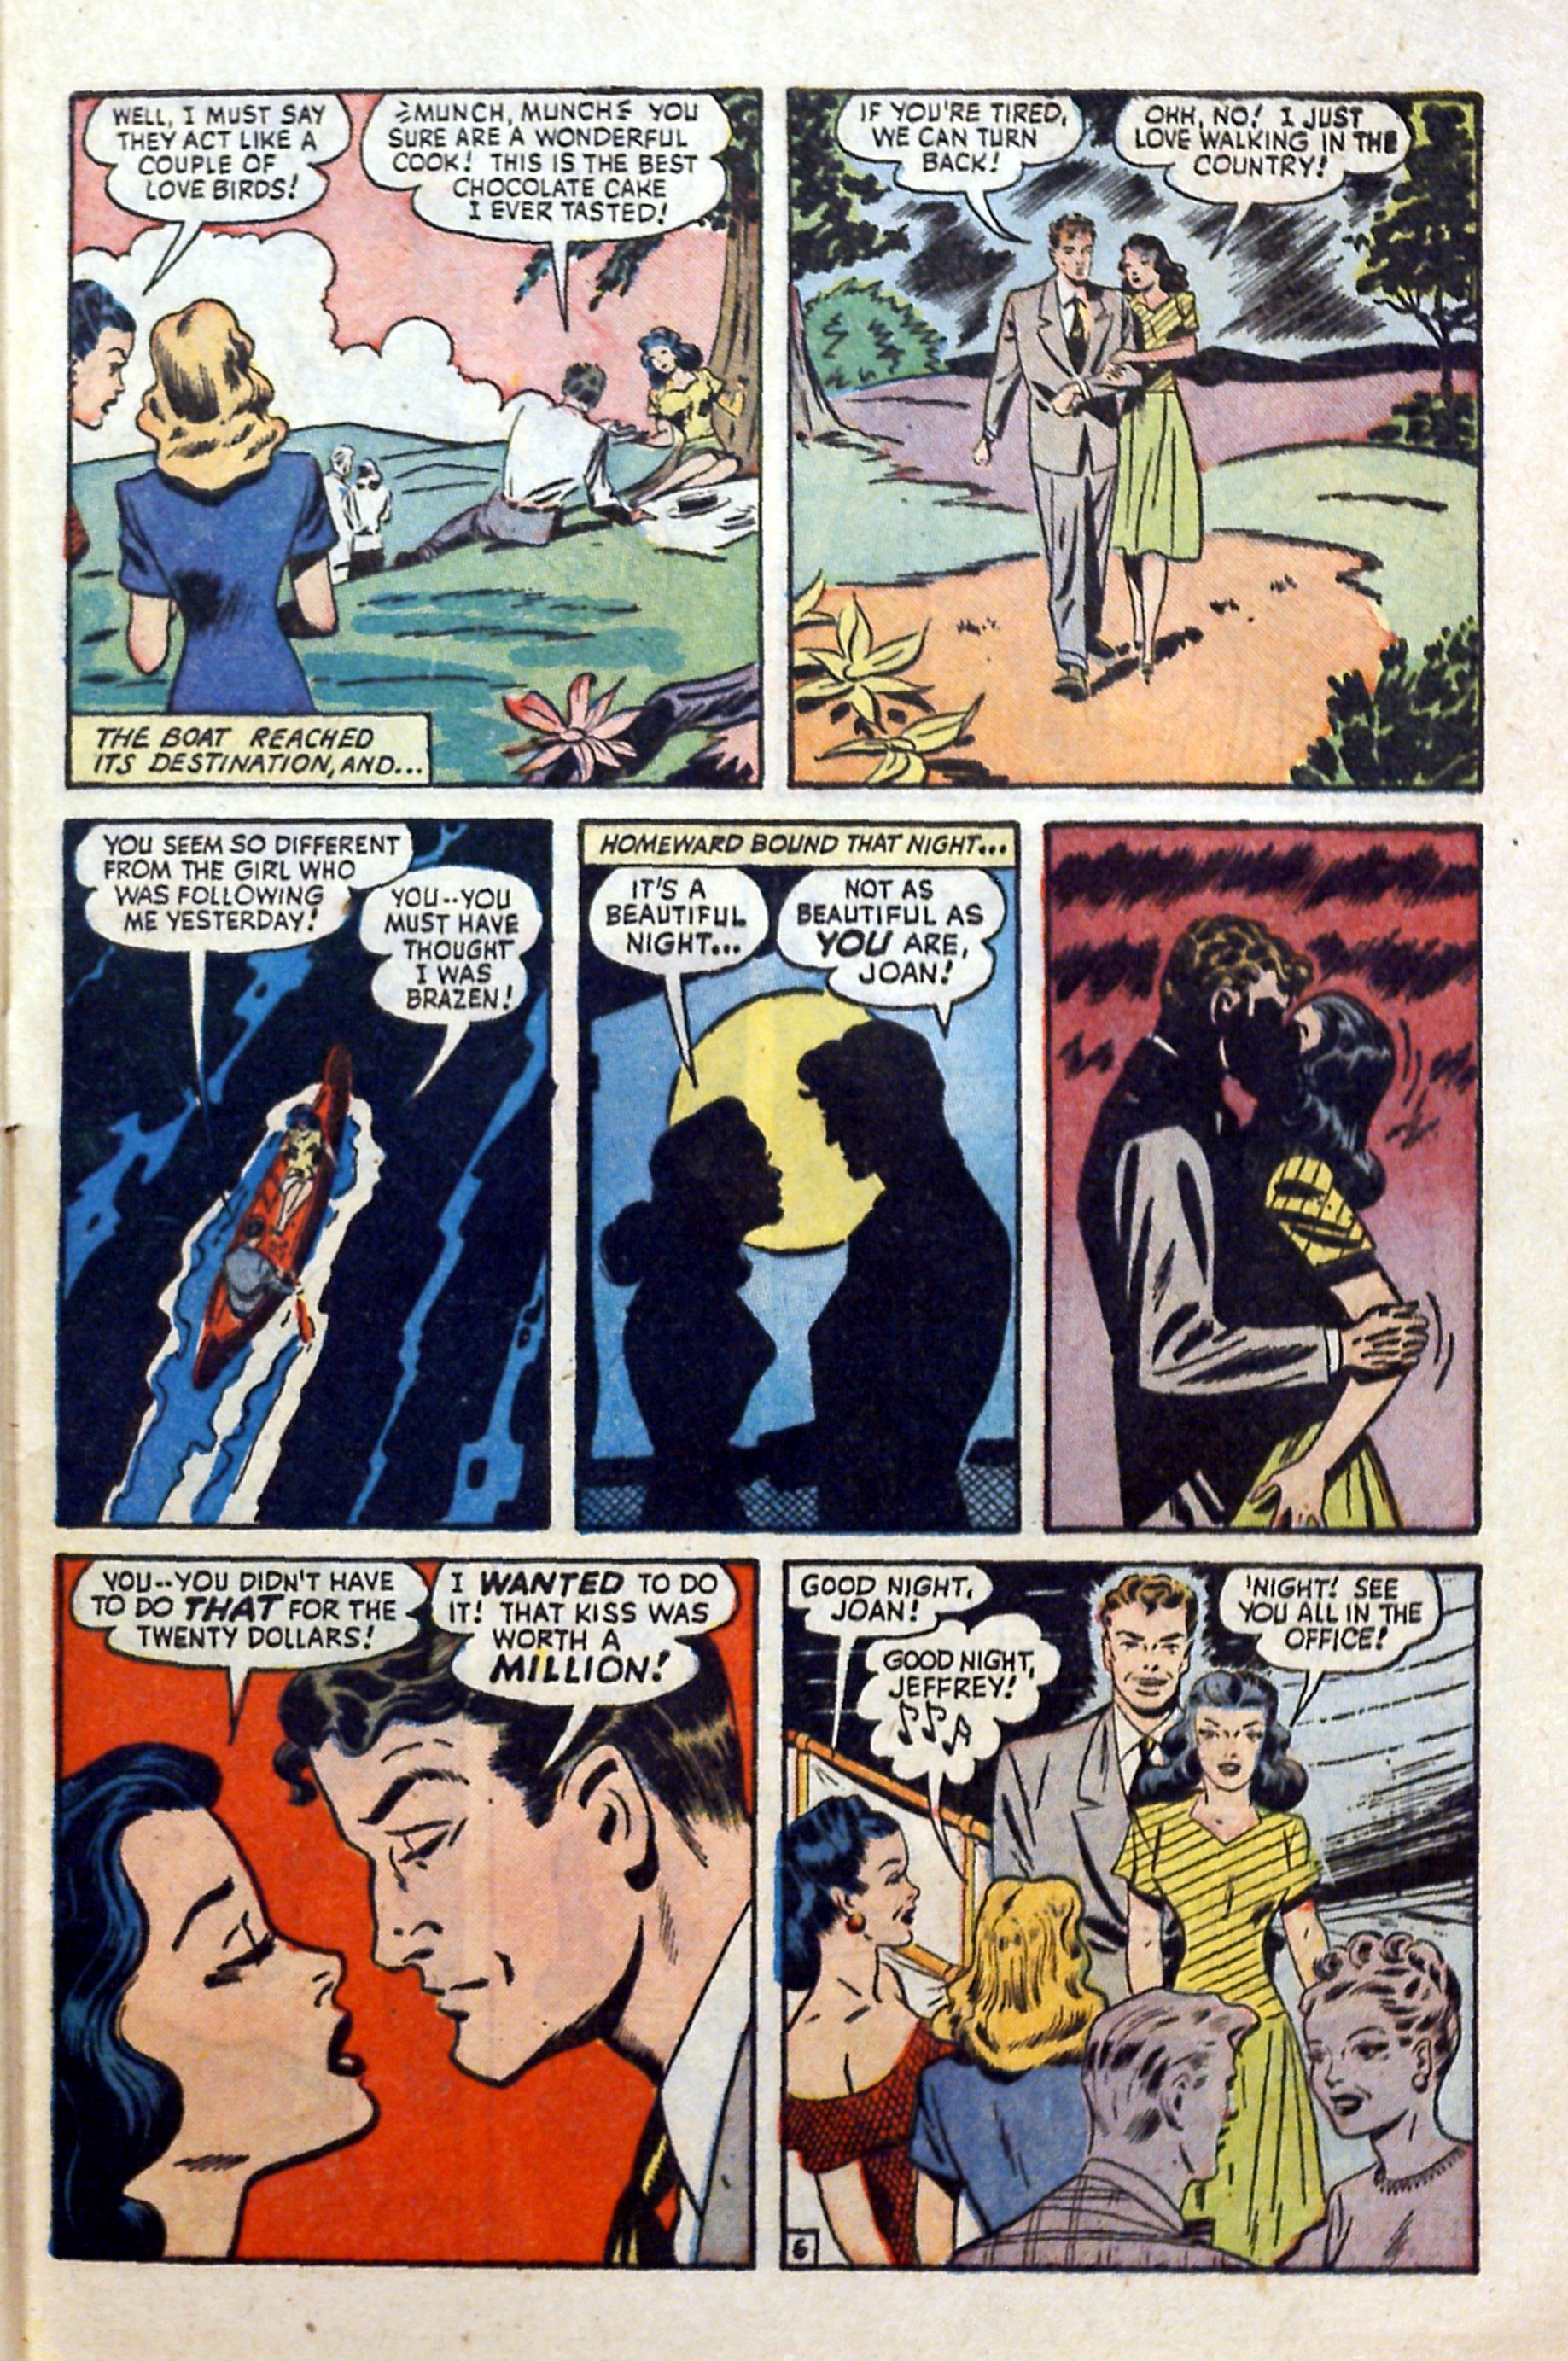 WELL, I MUST SAY
THEY ACT LIKE A
COUPLE OF
LOVE BIRDS!
MUNCH, MUNCH YOU
SURE ARE A WONDERFUL
COOK! THIS IS THE BEST
CHOCOLATE CAKE
I EVER TASTED!
THE BOAT REACHED
ITS DESTINATION, AND...
IF YOU'RE TIRED,
WE CAN TURN
BACK!
OHH, NO! I JUST
LOVE WALKING IN THE
COUNTRY!
YOU SEEM SO DIFFERENT
FROM THE GIRL WHO
WAS FOLLOWING
ME YESTERDAY!
YOU--YOU
MUST HAVE
THOUGHT
I WAS
BRAZEN!
HOMEWARD BOUND THAT NIGHT...
IT'S A
BEAUTIFUL
NIGHT...
NOT AS
BEAUTIFUL AS
YOU ARE,
JOAN!
YOU--YOU DIDN'T HAVE
TO DO THAT FOR THE
TWENTY DOLLARS!
I WANTED TO DO
IT! THAT KISS WAS
WORTH A
MILLION!
GOOD NIGHT,
JOAN!
GOOD NIGHT,
JEFFREY!
'NIGHT! SEE
YOU ALL IN THE
OFFICE!
6